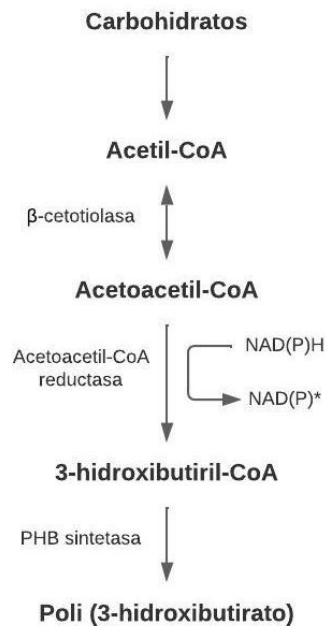 Carbohidratos
Acetil-CoA
β-cetotiolasa
Acetoacetil-CoA
Acetoacetil-CoA
reductasa
NAD(P)H
NAD(P)*
3-hidroxibutiril-CoA
PHB sintetasa
Poli (3-hidroxibutirato)